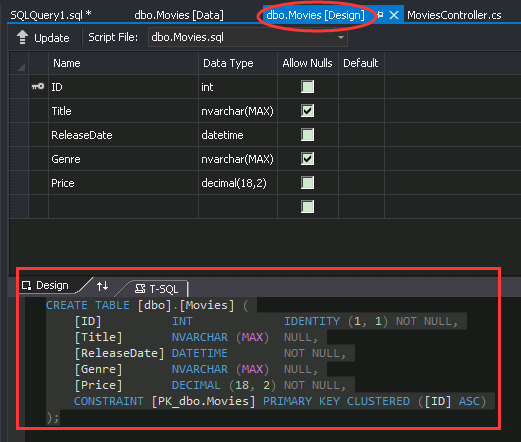 SQLQuery1.sql * dbo.Movies [Data] dbo.Movies [Design] MoviesController.cs
Update Script File: dbo.Movies.sql
Name Data Type Allow Nulls Default
ID int
Title nvarchar(MAX)
ReleaseDate datetime
Genre nvarchar(MAX)
Price decimal(18,2)
Design T-SQL
CREATE TABLE [dbo].[Movies] (
[ID] INT IDENTITY (1, 1) NOT NULL,
[Title] NVARCHAR (MAX) NULL,
[ReleaseDate] DATETIME NOT NULL,
[Genre] NVARCHAR (MAX) NULL,
[Price] DECIMAL (18, 2) NOT NULL,
CONSTRAINT [PK_dbo.Movies] PRIMARY KEY CLUSTERED ([ID] ASC)
);